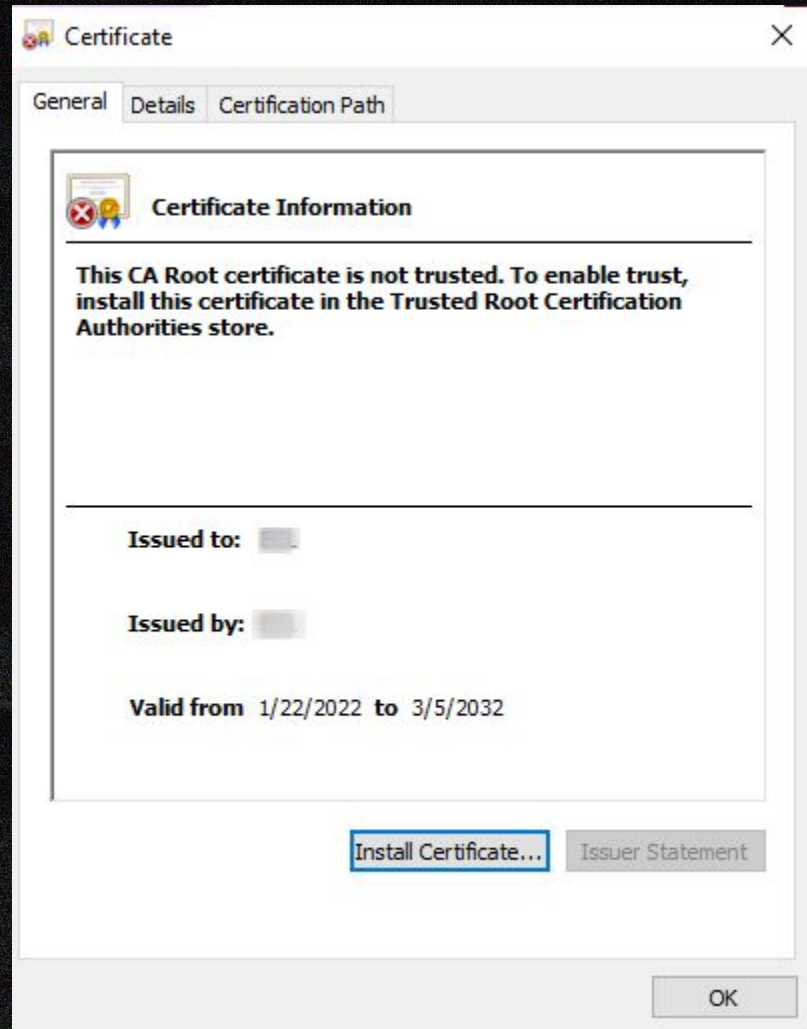 Certificate
General Details Certification Path
Certificate Information
This CA Root certificate is not trusted. To enable trust,
install this certificate in the Trusted Root Certification
Authorities store.
Issued to:
Issued by:
Valid from 1/22/2022 to 3/5/2032
Install Certificate... Issuer Statement
OK